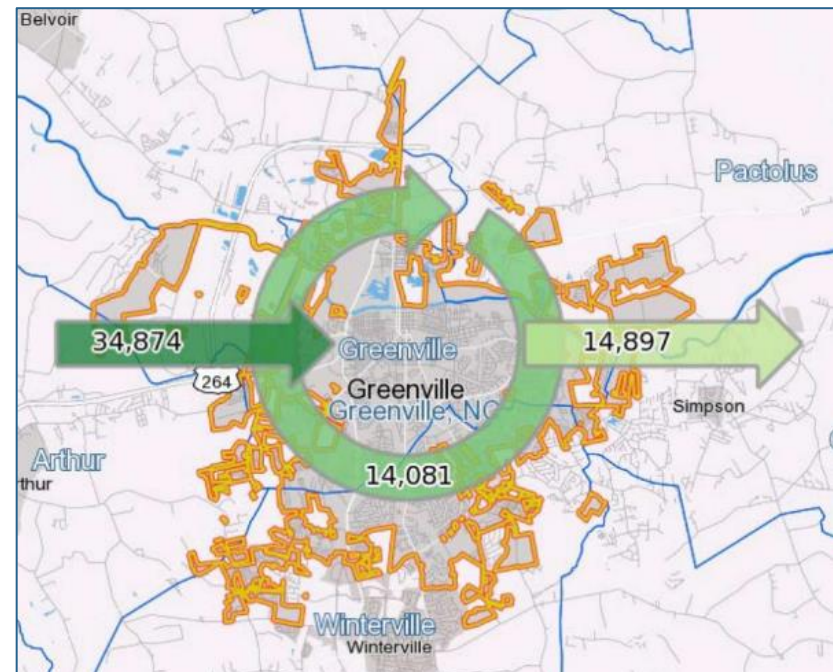 Belvoir
Pactolus
34,874
14,897
Greenville
264
Greenville
Greenville, NC
Simpson
Arthur
thur
14,081
Winterville
Winterville